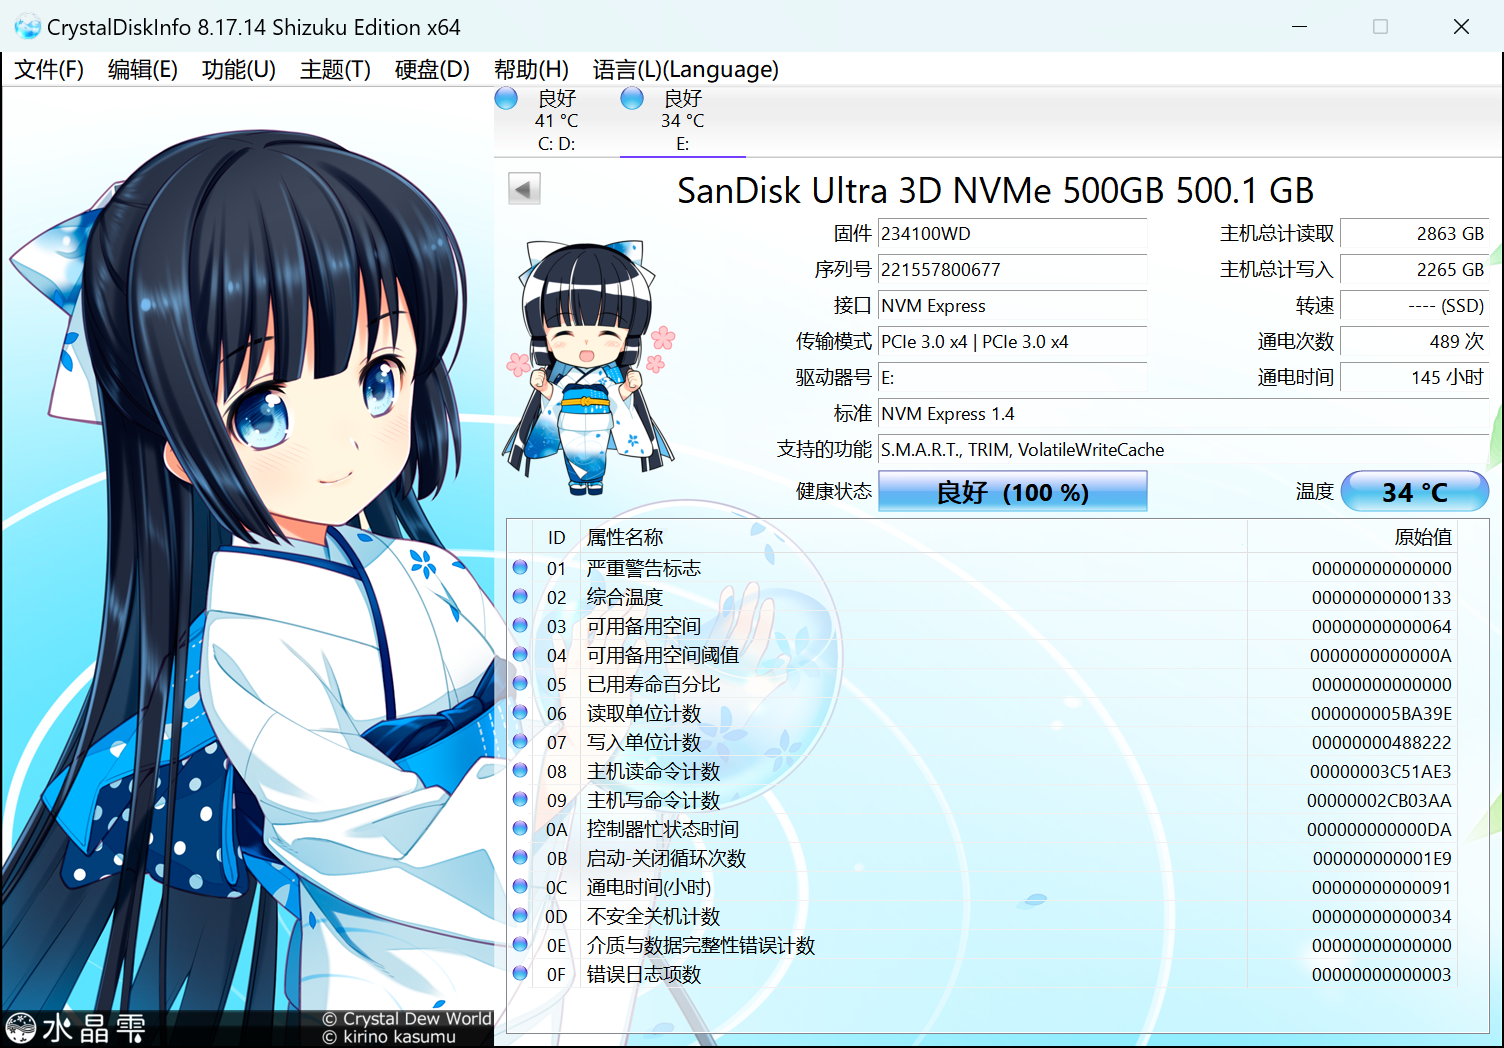 CrystalDiskInfo 8.17.14 Shizuku Edition x64
文件(F) 编辑(E) 功能(U) 主题(T) 硬盘(D) 帮助(H) 语言(L)(Language)
良好 良好
41 °C 34 °C
C: D: E:
SanDisk Ultra 3D NVMe 500GB 500.1 GB
固件 234100WD 主机总计读取 2863 GB
序列号 221557800677 主机总计写入 2265 GB
接口 NVM Express 转速 ---- (SSD)
传输模式 PCIe 3.0 x4 | PCIe 3.0 x4 通电次数 489 次
驱动器号 E: 通电时间 145 小时
标准 NVM Express 1.4
支持的功能 S.M.A.R.T., TRIM, VolatileWriteCache
健康状态 良好 (100 %) 温度 34 °C
ID 属性名称 原始值
01 严重警告标志 00000000000000
02 综合温度 00000000000133
03 可用备用空间 00000000000064
04 可用备用空间阈值 0000000000000A
05 已用寿命百分比 00000000000000
06 读取单位计数 000000005BA39E
07 写入单位计数 00000000488222
08 主机读命令计数 00000003C51AE3
09 主机写命令计数 00000002CB03AA
0A 控制器忙状态时间 000000000000DA
0B 启动-关闭循环次数 000000000001E9
0C 通电时间(小时) 00000000000091
0D 不安全关机计数 00000000000034
0E 介质与数据完整性错误计数 00000000000000
0F 错误日志项数 00000000000003
水晶雫
© Crystal Dew World
© kirino kasumu